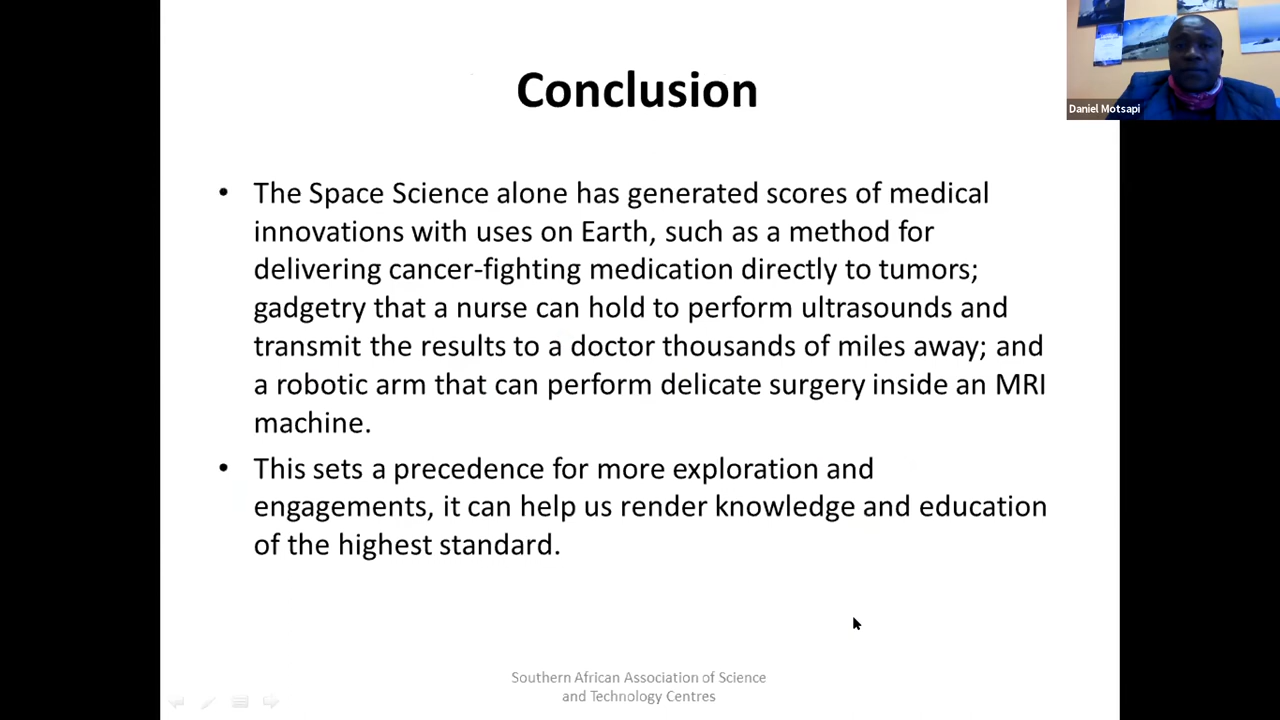 Conclusion
• The Space Science alone has generated scores of medical
innovations with uses on Earth, such as a method for
delivering cancer-fighting medication directly to tumors;
gadgetry that a nurse can hold to perform ultrasounds and
transmit the results to a doctor thousands of miles away; and
a robotic arm that can perform delicate surgery inside an MRI
machine.
• This sets a precedence for more exploration and
engagements, it can help us render knowledge and education
of the highest standard.
Southern African Association of Science
and Technology Centres
Daniel Motsapi